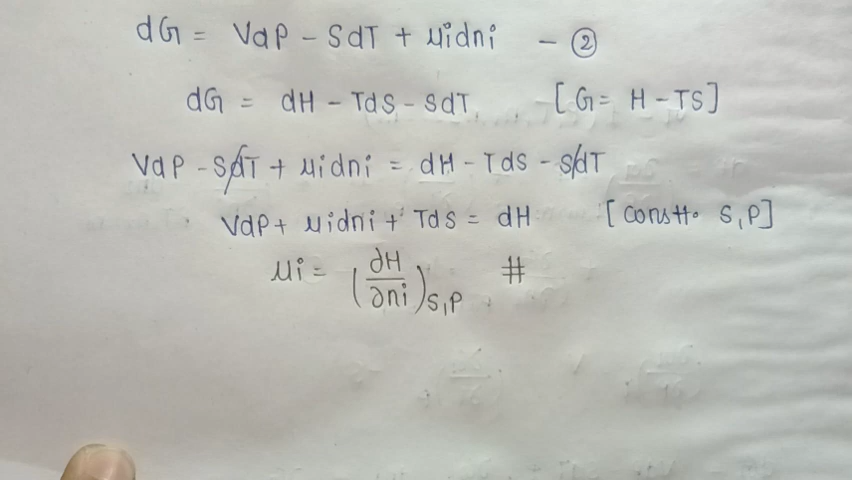 dG = VdP - SdT + μidni - ②
dG = dH - TdS - SdT [G = H - TS]
VdP - SdT + μidni = dH - TdS - SdT
VdP + μidni + TdS = dH [constt. S,P]
μi = (∂H/∂ni)S,P #